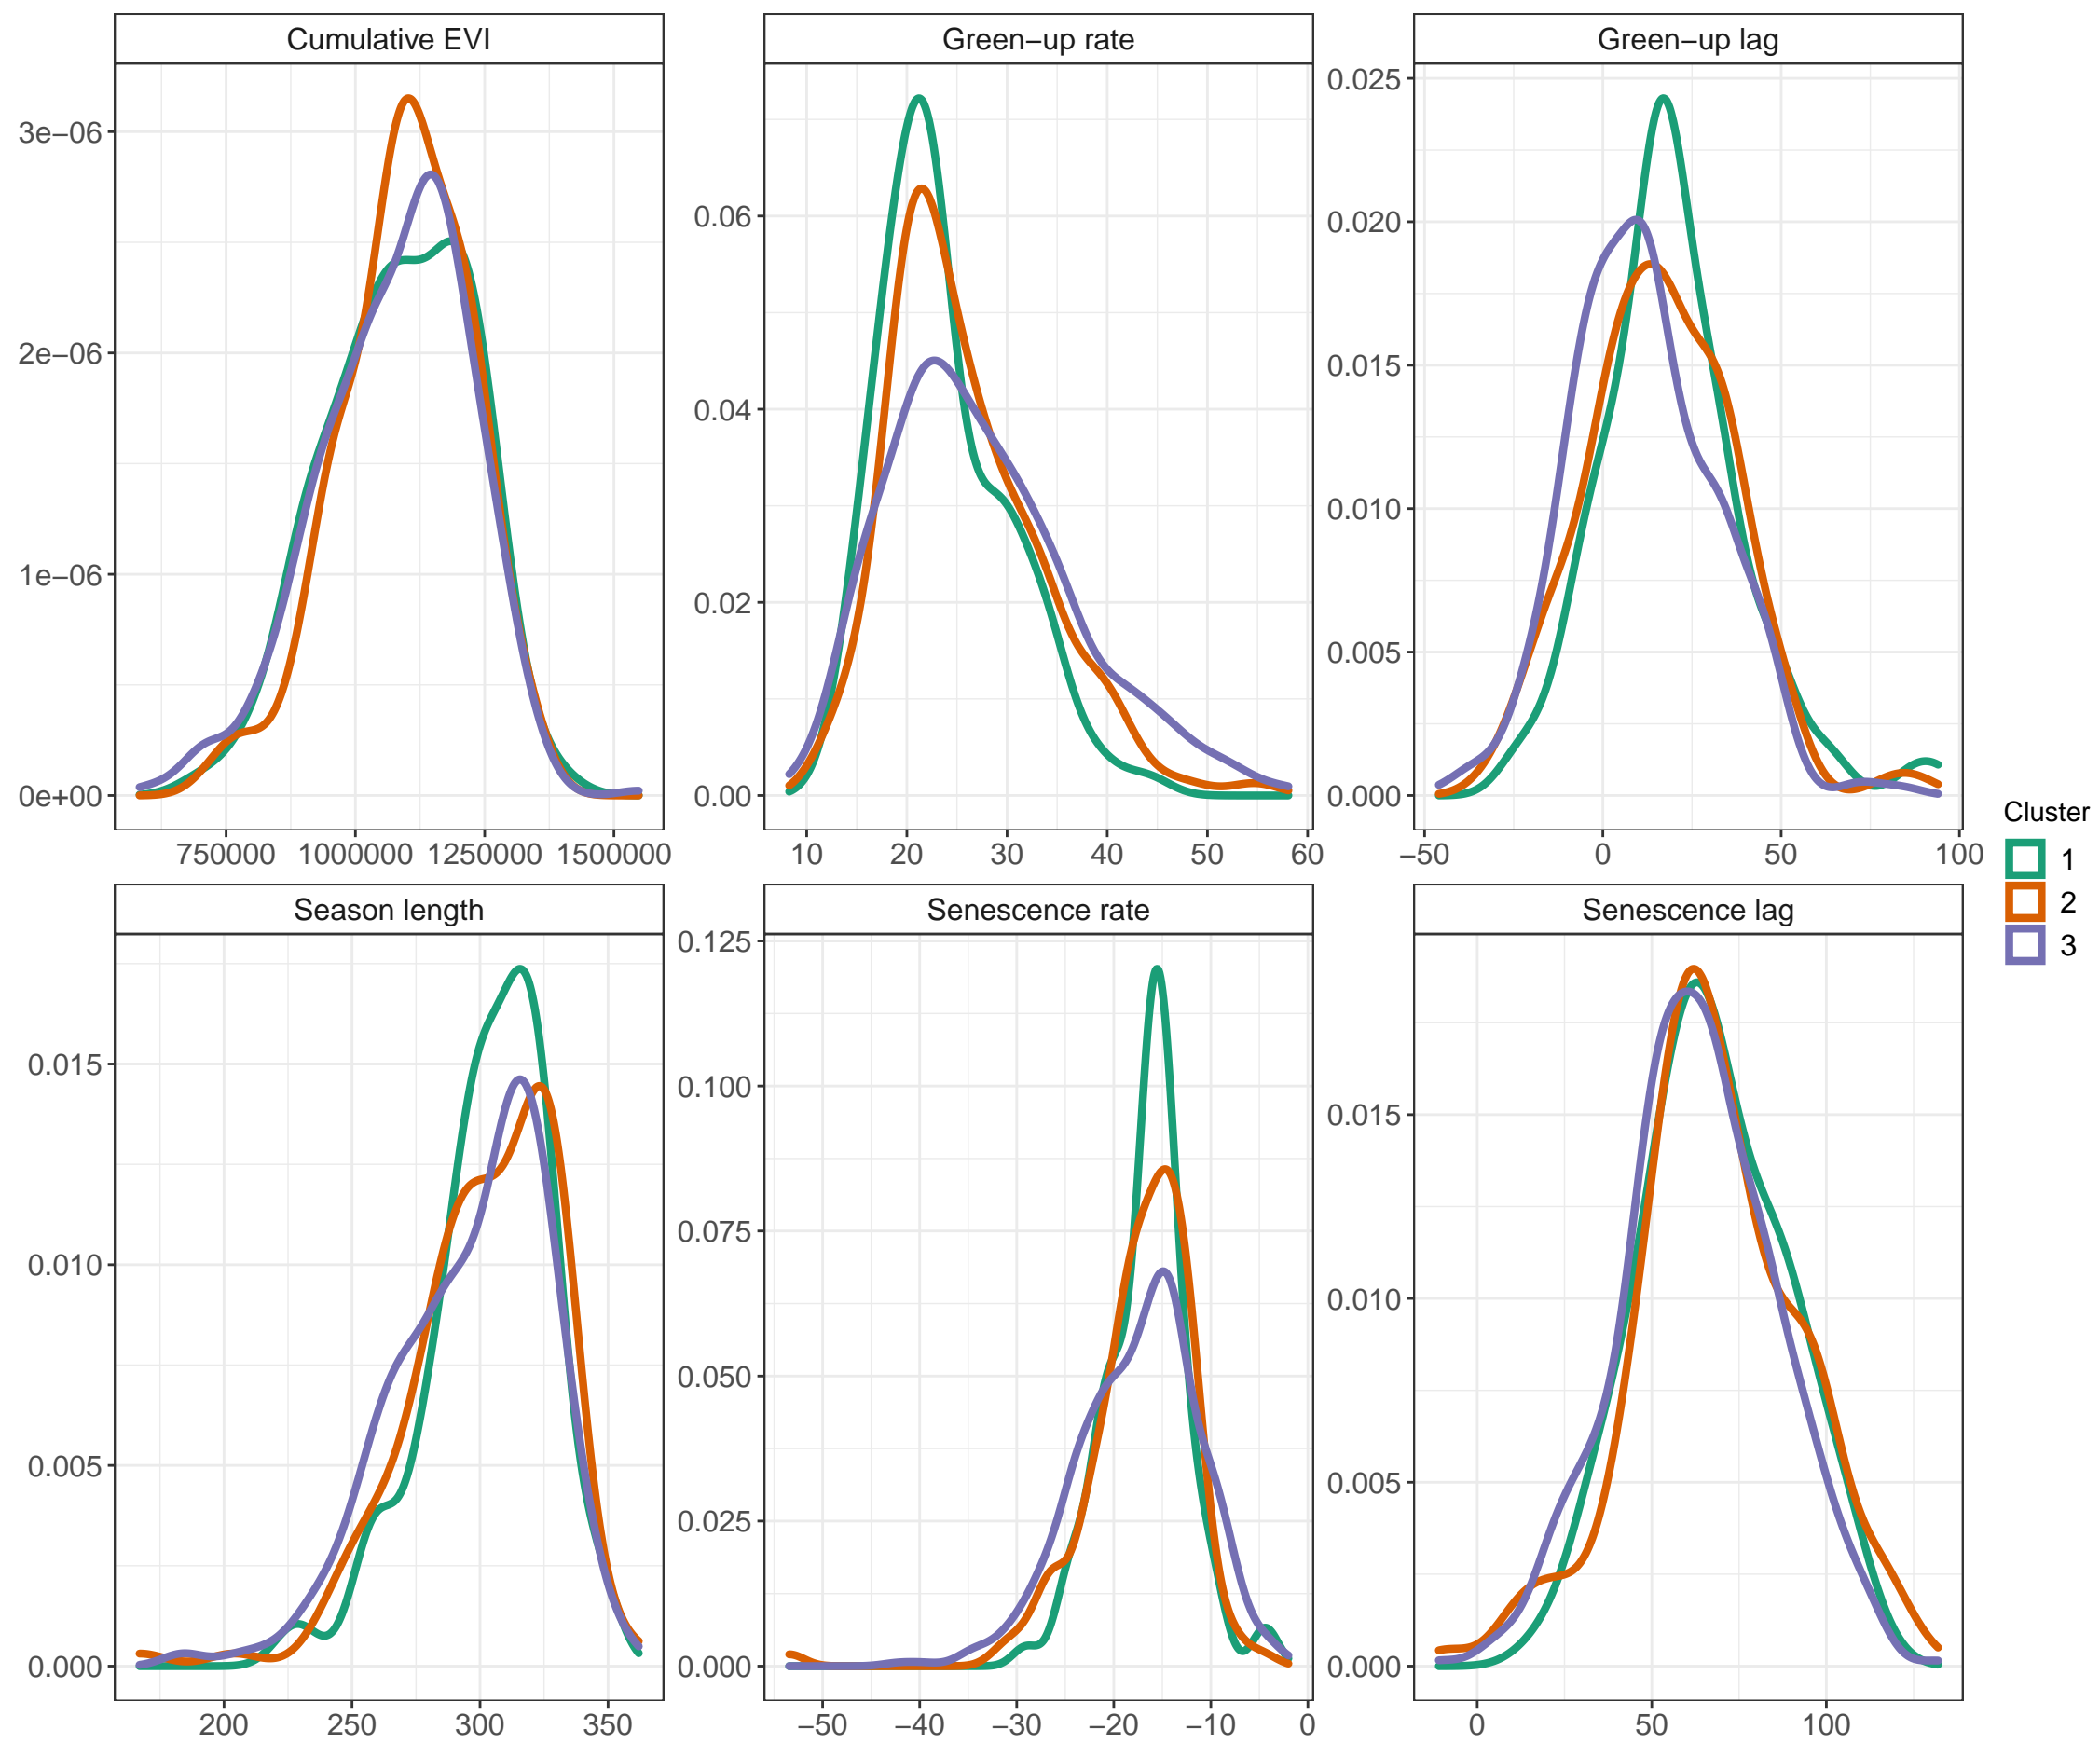 Cumulative EVI
Green−up rate
Green−up lag
3e−06
2e−06
1e−06
0e+00
750000 1000000 1250000 1500000
0.06
0.04
0.02
0.00
10 20 30 40 50 60
0.025
0.020
0.015
0.010
0.005
0.000
−50 0 50 100
Season length
Senescence rate
Senescence lag
0.015
0.010
0.005
0.000
200 250 300 350
0.125
0.100
0.075
0.050
0.025
0.000
−50 −40 −30 −20 −10 0
0.015
0.010
0.005
0.000
0 50 100
Cluster
1
2
3